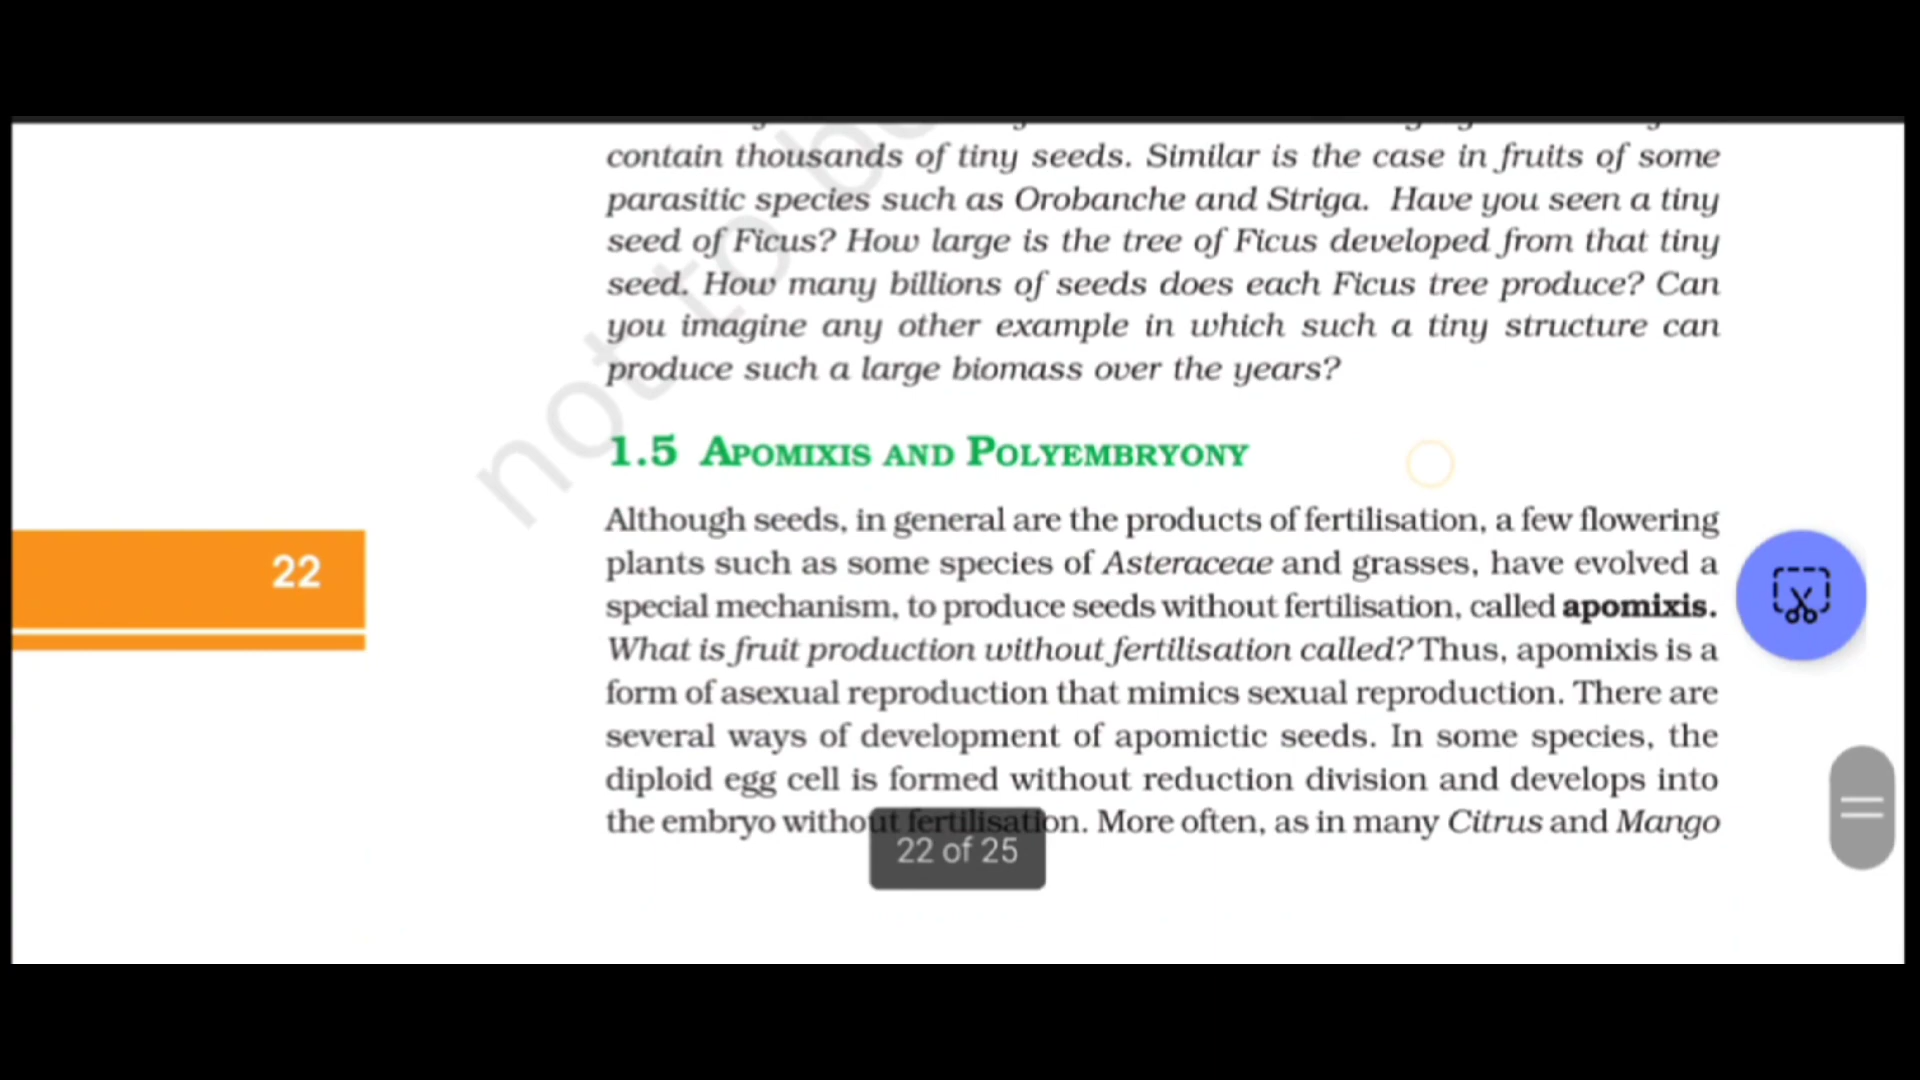 contain thousands of tiny seeds. Similar is the case in fruits of some
parasitic species such as Orobanche and Striga. Have you seen a tiny
seed of Ficus? How large is the tree of Ficus developed from that tiny
seed. How many billions of seeds does each Ficus tree produce? Can
you imagine any other example in which such a tiny structure can
produce such a large biomass over the years?
not to be
1.5 APOMIXIS AND POLYEMBRYONY
Although seeds, in general are the products of fertilisation, a few flowering
plants such as some species of Asteraceae and grasses, have evolved a
22
special mechanism, to produce seeds without fertilisation, called apomixis.
What is fruit production without fertilisation called? Thus, apomixis is a
form of asexual reproduction that mimics sexual reproduction. There are
several ways of development of apomictic seeds. In some species, the
diploid egg cell is formed without reduction division and develops into
the embryo without fertilisation. More often, as in many Citrus and Mango
22 of 25